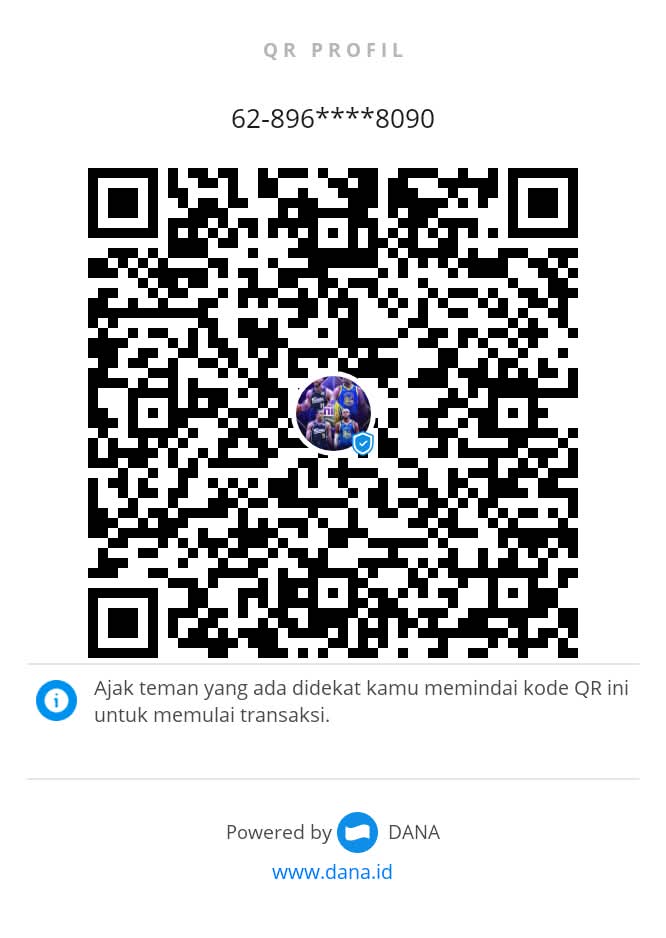 QR PROFIL
62-896****8090
Ajak teman yang ada didekat kamu memindai kode QR ini
untuk memulai transaksi.
Powered by DANA
www.dana.id